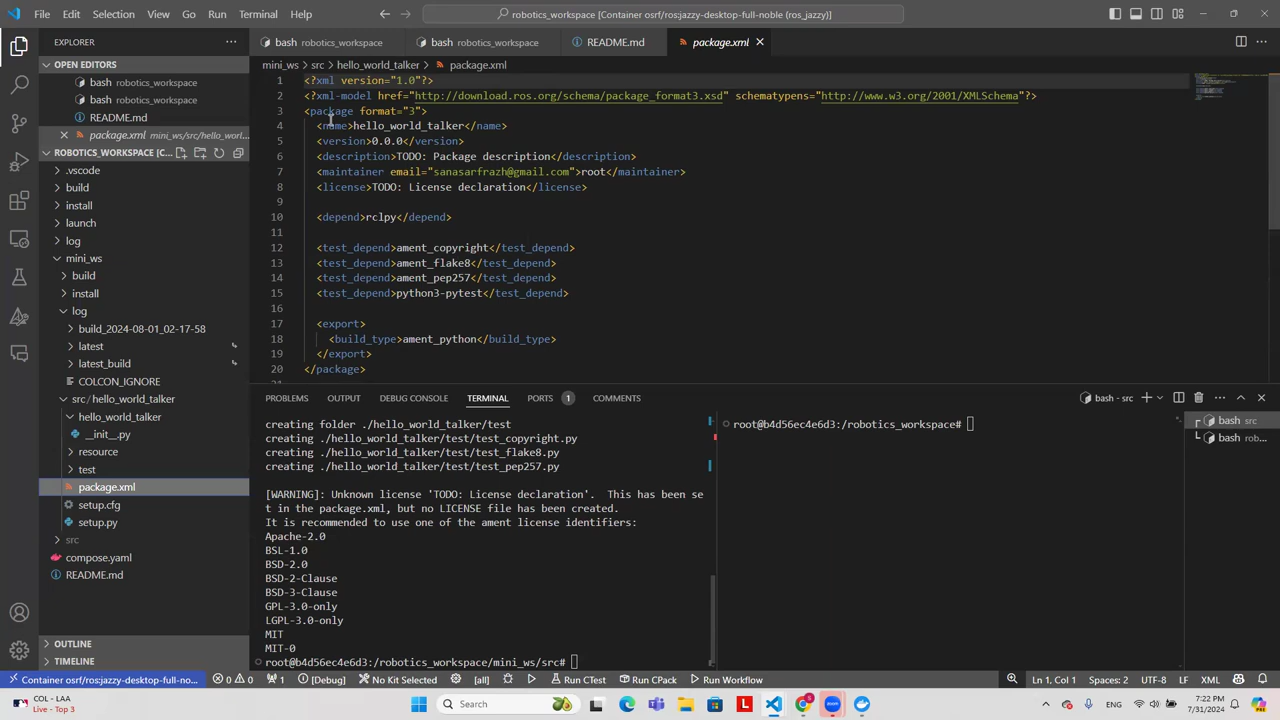 File Edit Selection View Go Run Terminal Help
robotics_workspace [Container osrf/ros:jazzy-desktop-full-noble (ros_jazzy)]
EXPLORER
OPEN EDITORS
bash robotics_workspace
bash robotics_workspace
README.md
package.xml mini_ws/src/hello_worl...
ROBOTICS_WORKSPACE [C...
.vscode
build
install
launch
log
mini_ws
build
install
log
build_2024-08-01_02-17-58
latest
latest_build
COLCON_IGNORE
src/hello_world_talker
hello_world_talker
__init__.py
resource
test
package.xml
setup.cfg
setup.py
src
compose.yaml
README.md
OUTLINE
TIMELINE
bash robotics_workspace bash robotics_workspace README.md package.xml
mini_ws > src > hello_world_talker > package.xml
1 <?xml version="1.0"?>
2 <?xml-model href="http://download.ros.org/schema/package_format3.xsd" schematypens="http://www.w3.org/2001/XMLSchema"?>
3 <package format="3">
4 <name>hello_world_talker</name>
5 <version>0.0.0</version>
6 <description>TODO: Package description</description>
7 <maintainer email="sanasarfrazh@gmail.com">root</maintainer>
8 <license>TODO: License declaration</license>
9
10 <depend>rclpy</depend>
11
12 <test_depend>ament_copyright</test_depend>
13 <test_depend>ament_flake8</test_depend>
14 <test_depend>ament_pep257</test_depend>
15 <test_depend>python3-pytest</test_depend>
16
17 <export>
18 <build_type>ament_python</build_type>
19 </export>
20 </package>
PROBLEMS OUTPUT DEBUG CONSOLE TERMINAL PORTS 1 COMMENTS
bash - src
creating folder ./hello_world_talker/test
creating ./hello_world_talker/test/test_copyright.py
creating ./hello_world_talker/test/test_flake8.py
creating ./hello_world_talker/test/test_pep257.py
[WARNING]: Unknown license 'TODO: License declaration'. This has been se
t in the package.xml, but no LICENSE file has been created.
It is recommended to use one of the ament license identifiers:
Apache-2.0
BSL-1.0
BSD-2.0
BSD-2-Clause
BSD-3-Clause
GPL-3.0-only
LGPL-3.0-only
MIT
MIT-0
root@b4d56ec4e6d3:/robotics_workspace/mini_ws/src#
root@b4d56ec4e6d3:/robotics_workspace#
bash src
bash rob...
Container osrf/ros:jazzy-desktop-full-no... 0 0 1 [Debug] No Kit Selected [all] Run CTest Run CPack Run Workflow Ln 1, Col 1 Spaces: 2 UTF-8 LF XML
COL - LAA
Live - Top 3
Search
7:22 PM
7/31/2024